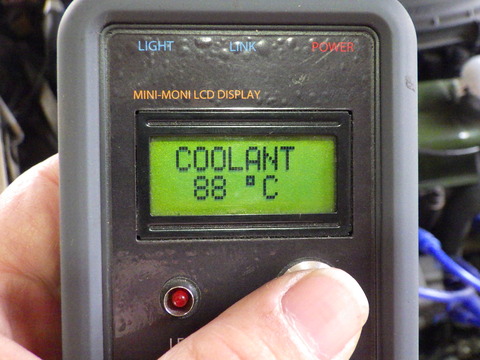 LIGHT LINK POWER
MINI-MONI LCD DISPLAY
COOLANT
88 °C